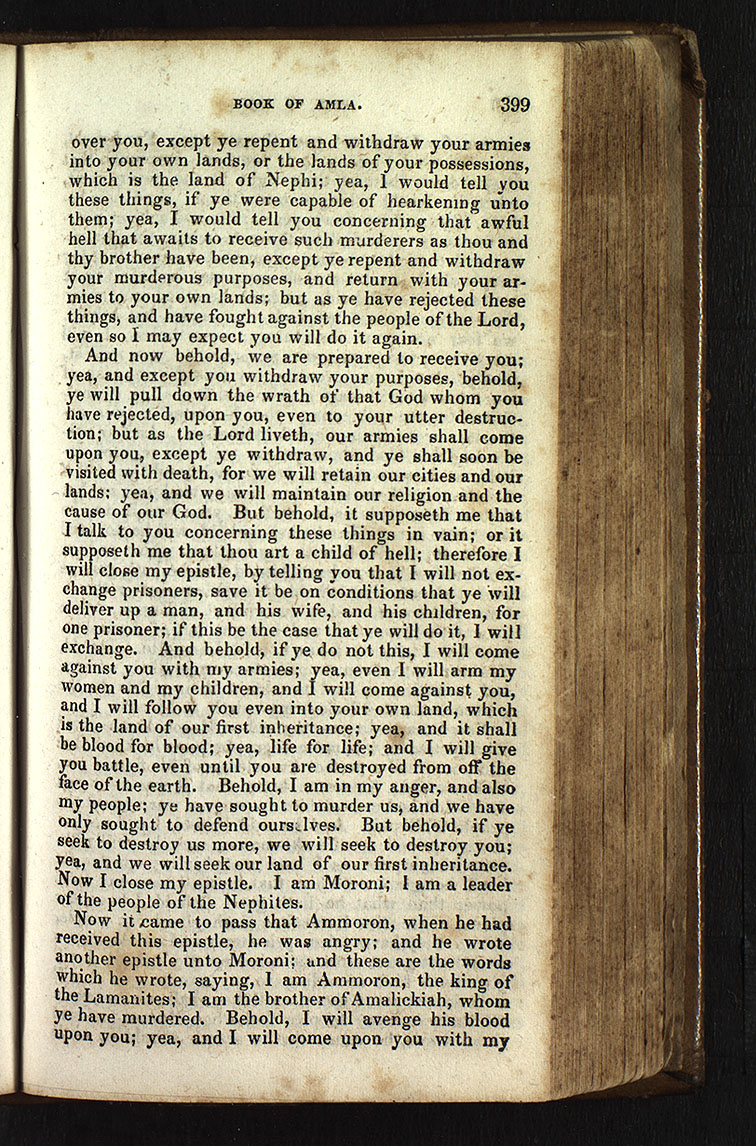 BOOK OF AMLA. 399
over you, except ye repent and withdraw your armies
into your own lands, or the lands of your possessions,
which is the land of Nephi; yea, I would tell you
these things, if ye were capable of hearkening unto
them; yea, I would tell you concerning that awful
hell that awaits to receive such murderers as thou and
thy brother have been, except ye repent and withdraw
your murderous purposes, and return with your ar-
mies to your own lands; but as ye have rejected these
things, and have fought against the people of the Lord,
even so I may expect you will do it again.
And now behold, we are prepared to receive you;
yea, and except you withdraw your purposes, behold,
ye will pull down the wrath of that God whom you
have rejected, upon you, even to your utter destruc-
tion; but as the Lord liveth, our armies shall come
upon you, except ye withdraw, and ye shall soon be
visited with death, for we will retain our cities and our
lands; yea, and we will maintain our religion and the
cause of our God. But behold, it supposeth me that
I talk to you concerning these things in vain; or it
supposeth me that thou art a child of hell; therefore I
will close my epistle, by telling you that I will not ex-
change prisoners, save it be on conditions that ye will
deliver up a man, and his wife, and his children, for
one prisoner; if this be the case that ye will do it, I will
exchange. And behold, if ye do not this, I will come
against you with my armies; yea, even I will arm my
women and my children, and I will come against you,
and I will follow you even into your own land, which
is the land of our first inheritance; yea, and it shall
be blood for blood; yea, life for life; and I will give
you battle, even until you are destroyed from off the
face of the earth. Behold, I am in my anger, and also
my people; ye have sought to murder us, and we have
only sought to defend ourselves. But behold, if ye
seek to destroy us more, we will seek to destroy you;
yea, and we will seek our land of our first inheritance.
Now I close my epistle. I am Moroni; I am a leader
of the people of the Nephites.
Now it came to pass that Ammoron, when he had
received this epistle, he was angry; and he wrote
another epistle unto Moroni; and these are the words
which he wrote, saying, I am Ammoron, the king of
the Lamanites; I am the brother of Amalickiah, whom
ye have murdered. Behold, I will avenge his blood
upon you; yea, and I will come upon you with my